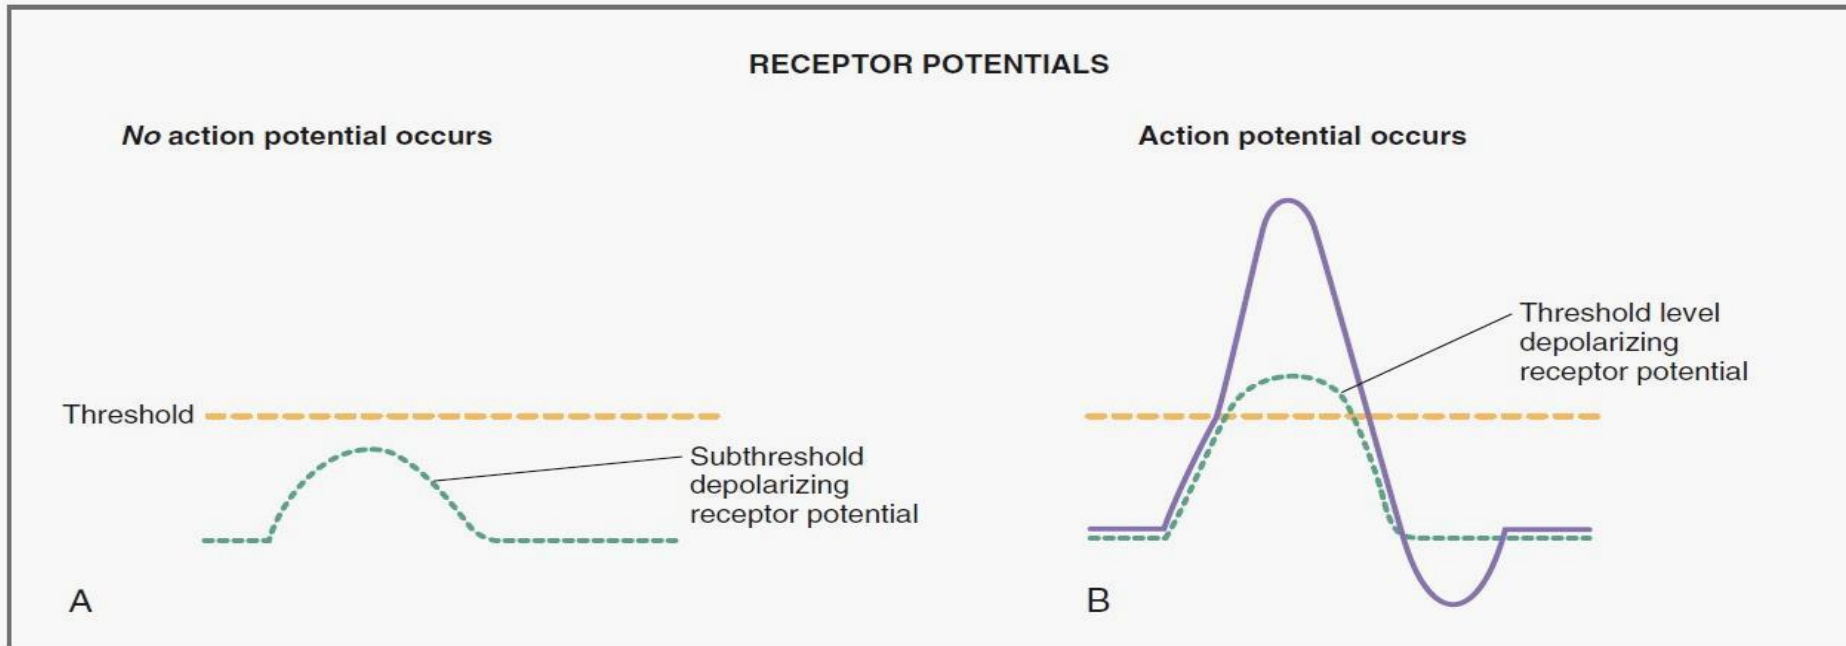 RECEPTOR POTENTIALS
No action potential occurs
Threshold
Subthreshold
depolarizing
receptor potential
A
Action potential occurs
Threshold level
depolarizing
receptor potential
B